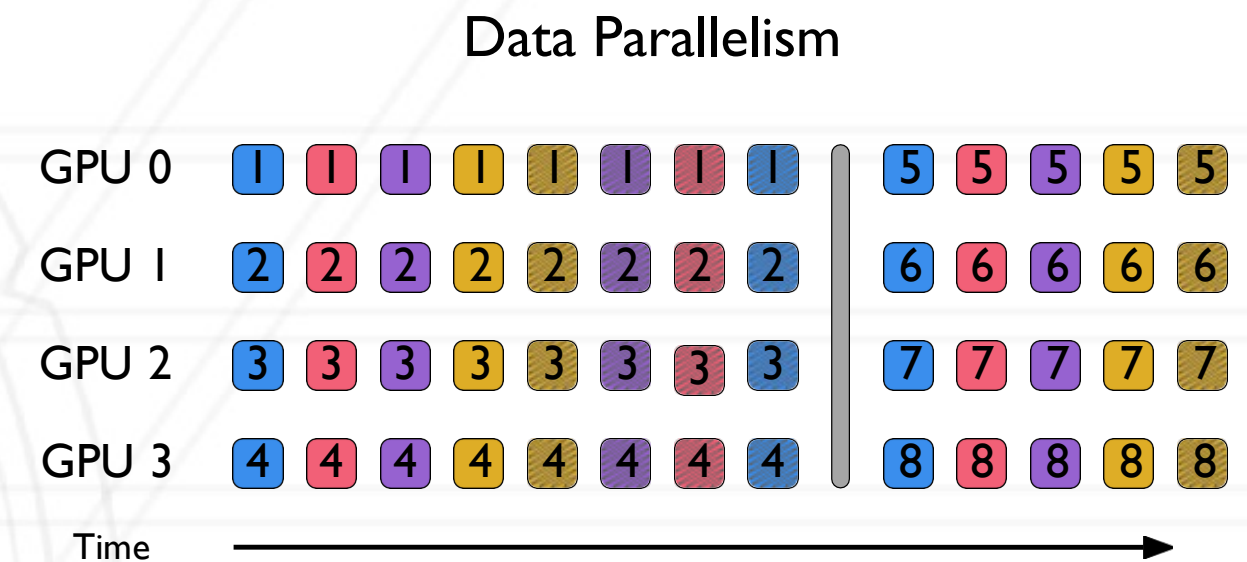 Data Parallelism
GPU 0 1 1 1 1 1 1 1 1 5 5 5 5 5
GPU 1 2 2 2 2 2 2 2 2 6 6 6 6 6
GPU 2 3 3 3 3 3 3 3 3 7 7 7 7 7
GPU 3 4 4 4 4 4 4 4 4 8 8 8 8 8
Time